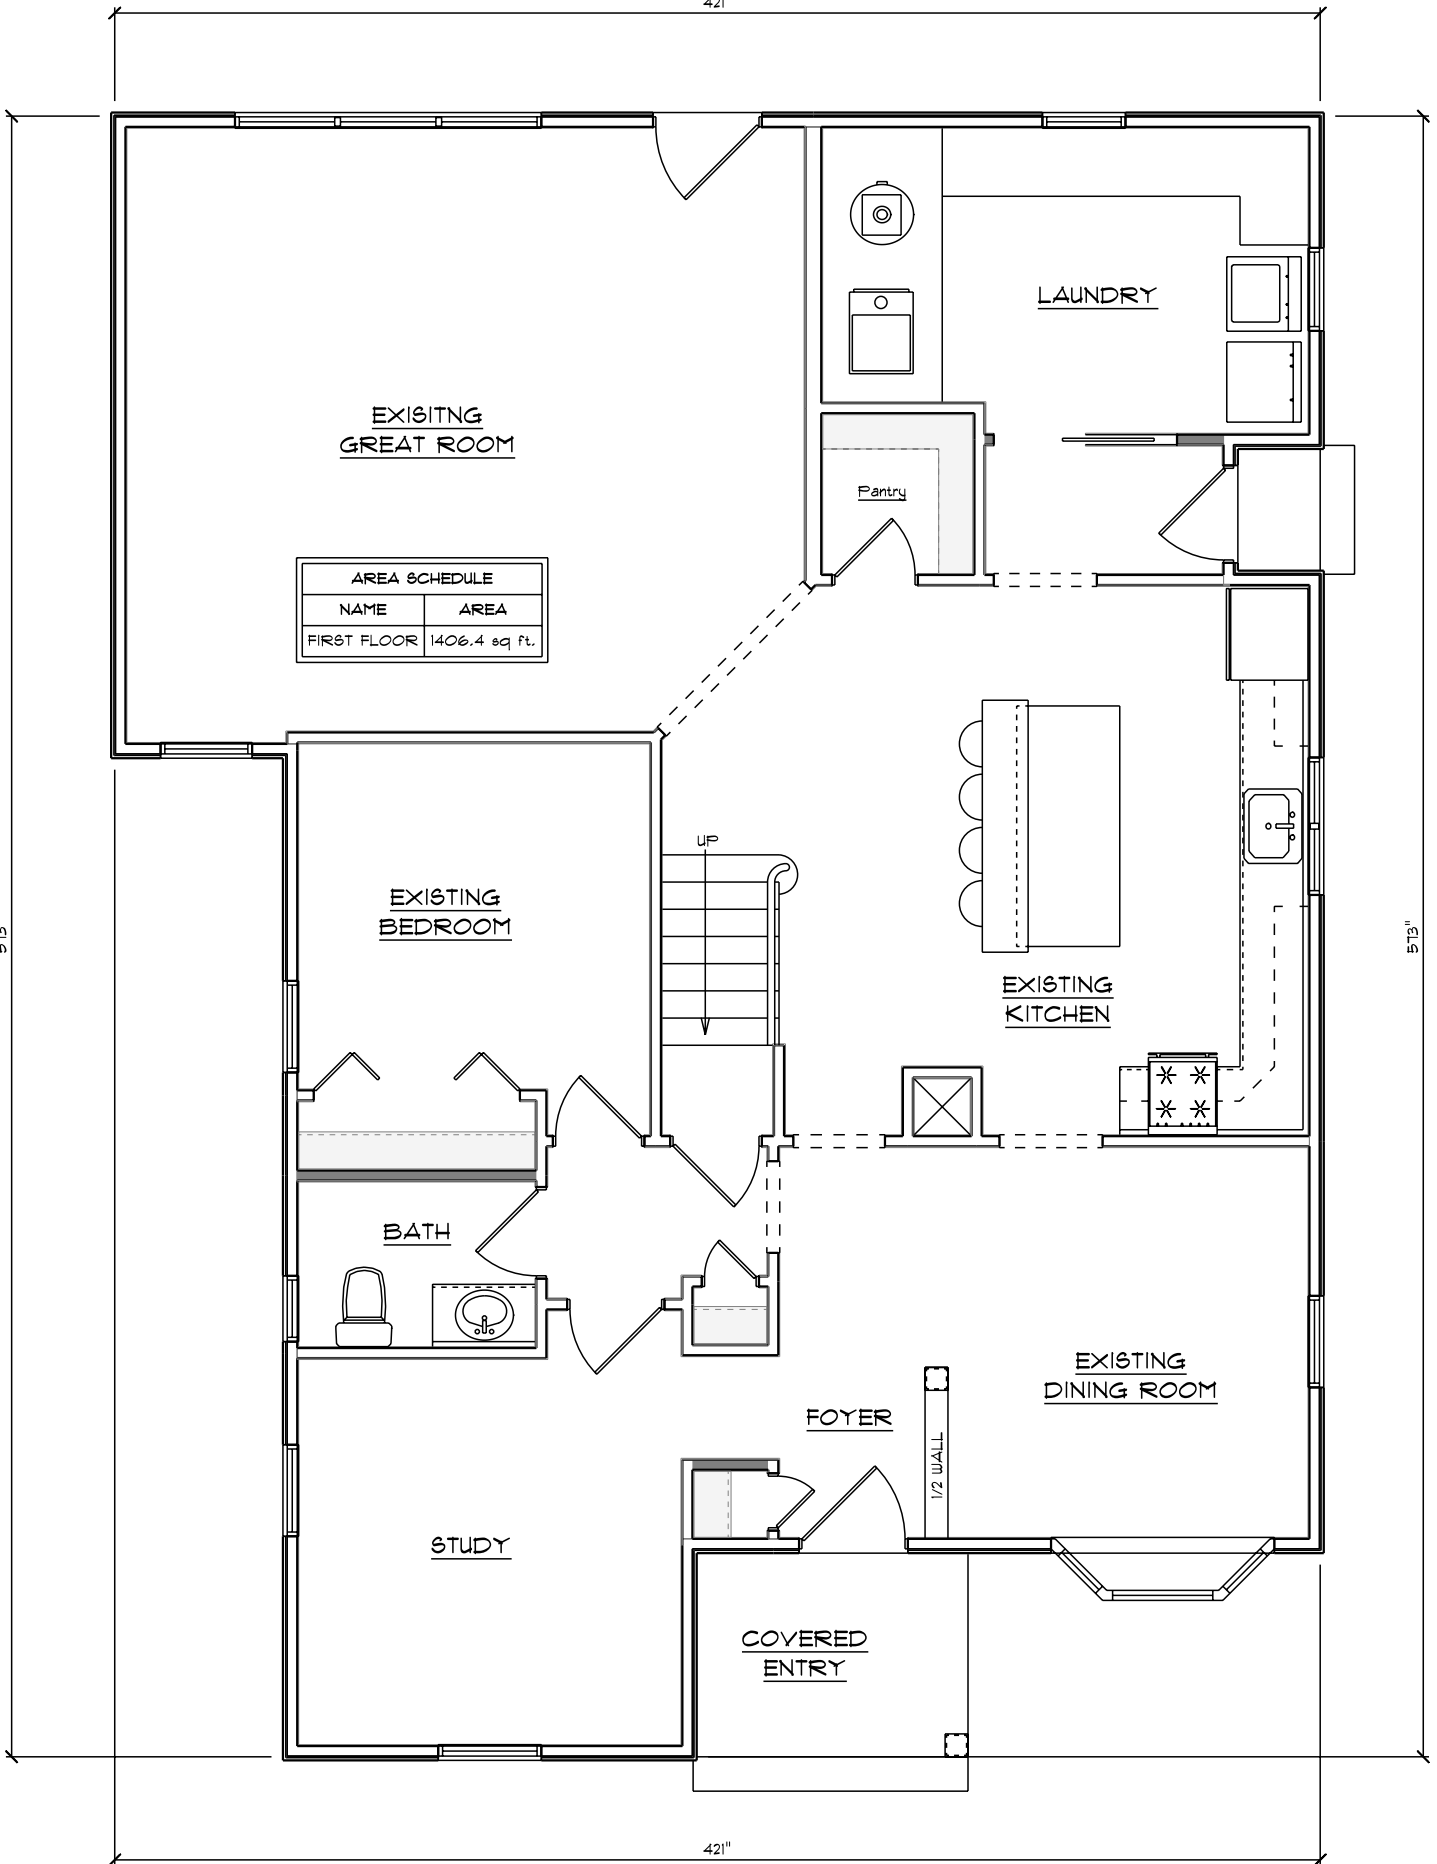 421"
LAUNDRY
EXISITNG
GREAT ROOM
Pantry
AREA SCHEDULE
NAME AREA
FIRST FLOOR 1406.4 sq ft.
UP
EXISTING
BEDROOM
573"
573"
EXISTING
KITCHEN
BATH
EXISTING
DINING ROOM
FOYER
1/2 WALL
STUDY
COVERED
ENTRY
421"